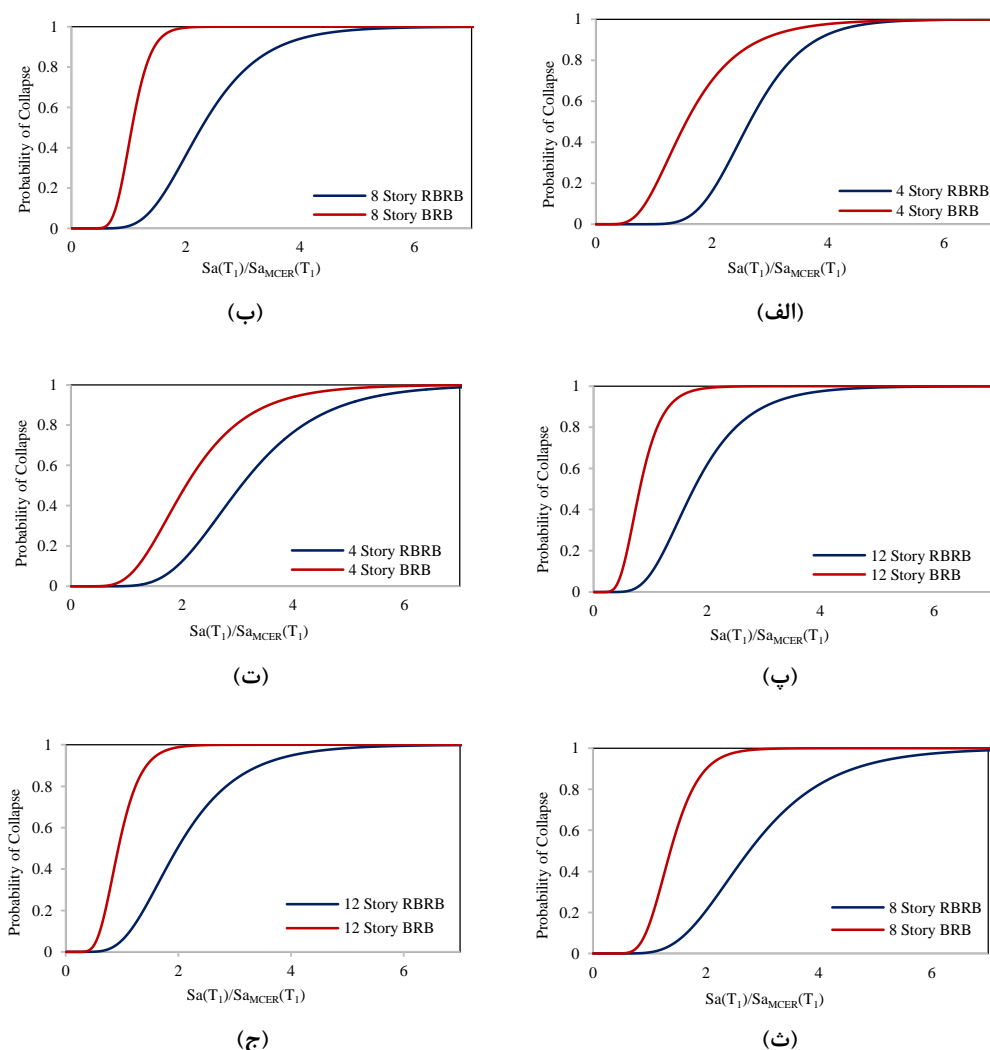 1
0.8
0.6
0.4
0.2
0
Probability of Collapse
8 Story RBRB
8 Story BRB
0 2 4 6
Sa(T₁)/Sa_MCER(T₁)
(ب)
1
0.8
0.6
0.4
0.2
0
Probability of Collapse
4 Story RBRB
4 Story BRB
0 2 4 6
Sa(T₁)/Sa_MCER(T₁)
(الف)
1
0.8
0.6
0.4
0.2
0
Probability of Collapse
4 Story RBRB
4 Story BRB
0 2 4 6
Sa(T₁)/Sa_MCER(T₁)
(ت)
1
0.8
0.6
0.4
0.2
0
Probability of Collapse
12 Story RBRB
12 Story BRB
0 2 4 6
Sa(T₁)/Sa_MCER(T₁)
(پ)
1
0.8
0.6
0.4
0.2
0
Probability of Collapse
12 Story RBRB
12 Story BRB
0 2 4 6
Sa(T₁)/Sa_MCER(T₁)
(ج)
1
0.8
0.6
0.4
0.2
0
Probability of Collapse
8 Story RBRB
8 Story BRB
0 2 4 6
Sa(T₁)/Sa_MCER(T₁)
(ث)